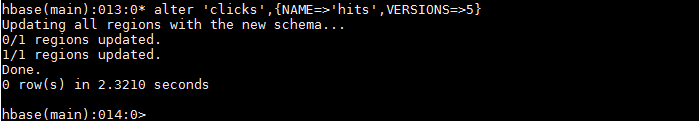 hbase(main):013:0* alter 'clicks',{NAME=>'hits',VERSIONS=>5}
Updating all regions with the new schema...
0/1 regions updated.
1/1 regions updated.
Done.
0 row(s) in 2.3210 seconds
hbase(main):014:0>